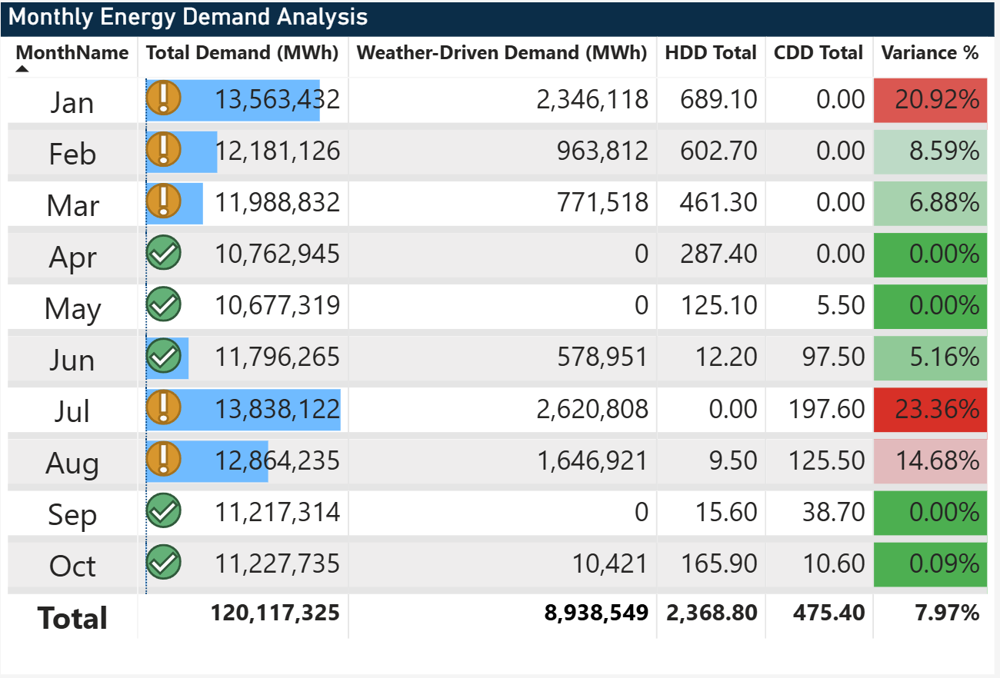 Monthly Energy Demand Analysis
MonthName Total Demand (MWh) Weather-Driven Demand (MWh) HDD Total CDD Total Variance %
Jan 13,563,432 2,346,118 689.10 0.00 20.92%
Feb 12,181,126 963,812 602.70 0.00 8.59%
Mar 11,988,832 771,518 461.30 0.00 6.88%
Apr 10,762,945 0 287.40 0.00 0.00%
May 10,677,319 0 125.10 5.50 0.00%
Jun 11,796,265 578,951 12.20 97.50 5.16%
Jul 13,838,122 2,620,808 0.00 197.60 23.36%
Aug 12,864,235 1,646,921 9.50 125.50 14.68%
Sep 11,217,314 0 15.60 38.70 0.00%
Oct 11,227,735 10,421 165.90 10.60 0.09%
Total 120,117,325 8,938,549 2,368.80 475.40 7.97%